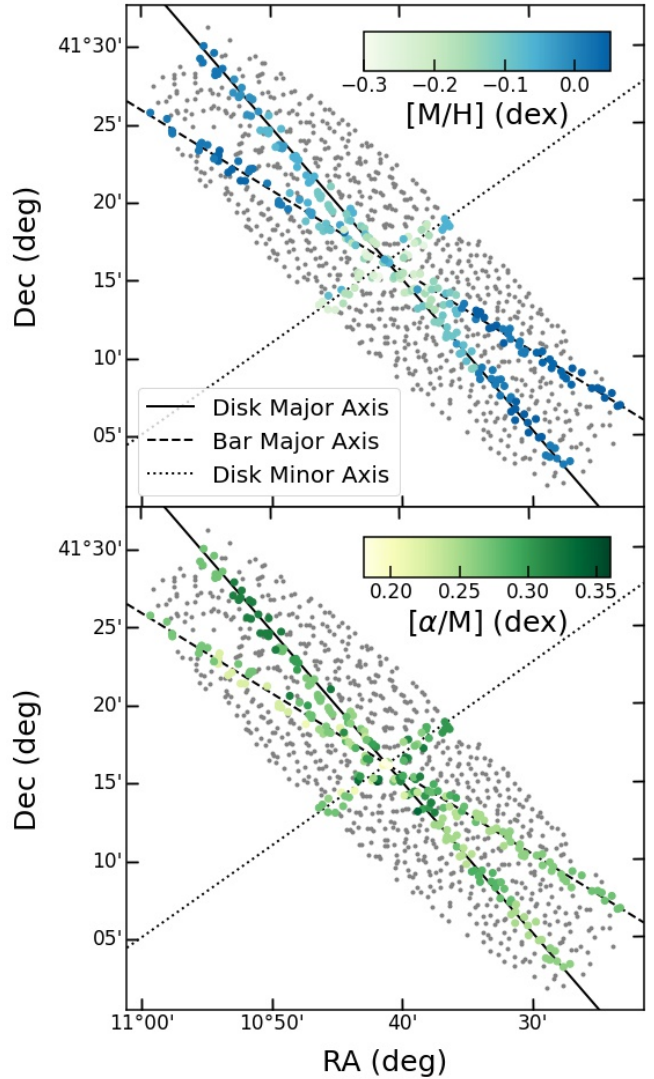 41°30'
25'
20'
15'
10'
05'
Dec (deg)
−0.3 −0.2 −0.1 0.0
[M/H] (dex)
Disk Major Axis
Bar Major Axis
Disk Minor Axis
41°30'
25'
20'
15'
10'
05'
Dec (deg)
0.20 0.25 0.30 0.35
[α/M] (dex)
11°00' 10°50' 40' 30'
RA (deg)